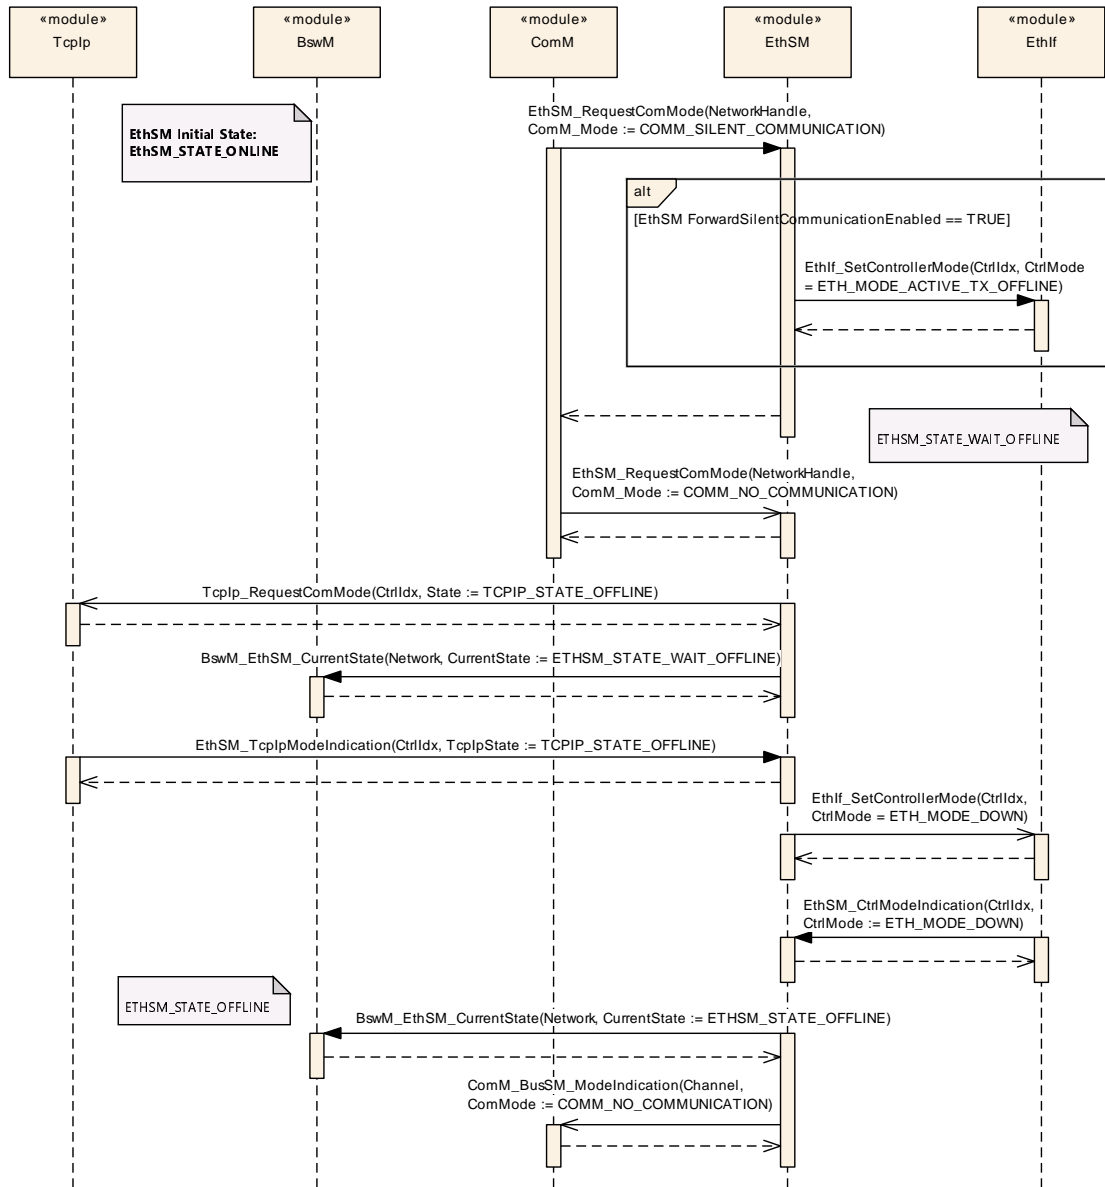 «module»
TcpIp
«module»
BswM
«module»
ComM
«module»
EthSM
«module»
EthIf
EthSM Initial State:
EthSM_STATE_ONLINE
EthSM_RequestComMode(NetworkHandle,
ComM_Mode := COMM_SILENT_COMMUNICATION)
alt
[EthSM ForwardSilentCommunicationEnabled == TRUE]
EthIf_SetControllerMode(CtrlIdx, CtrlMode
= ETH_MODE_ACTIVE_TX_OFFLINE)
ETHSM_STATE_WAIT_OFFLINE
EthSM_RequestComMode(NetworkHandle,
ComM_Mode := COMM_NO_COMMUNICATION)
TcpIp_RequestComMode(CtrlIdx, State := TCPIP_STATE_OFFLINE)
BswM_EthSM_CurrentState(Network, CurrentState := ETHSM_STATE_WAIT_OFFLINE)
EthSM_TcpIpModeIndication(CtrlIdx, TcpIpState := TCPIP_STATE_OFFLINE)
EthIf_SetControllerMode(CtrlIdx,
CtrlMode = ETH_MODE_DOWN)
EthSM_CtrlModeIndication(CtrlIdx,
CtrlMode := ETH_MODE_DOWN)
ETHSM_STATE_OFFLINE
BswM_EthSM_CurrentState(Network, CurrentState := ETHSM_STATE_OFFLINE)
ComM_BusSM_ModeIndication(Channel,
ComMode := COMM_NO_COMMUNICATION)